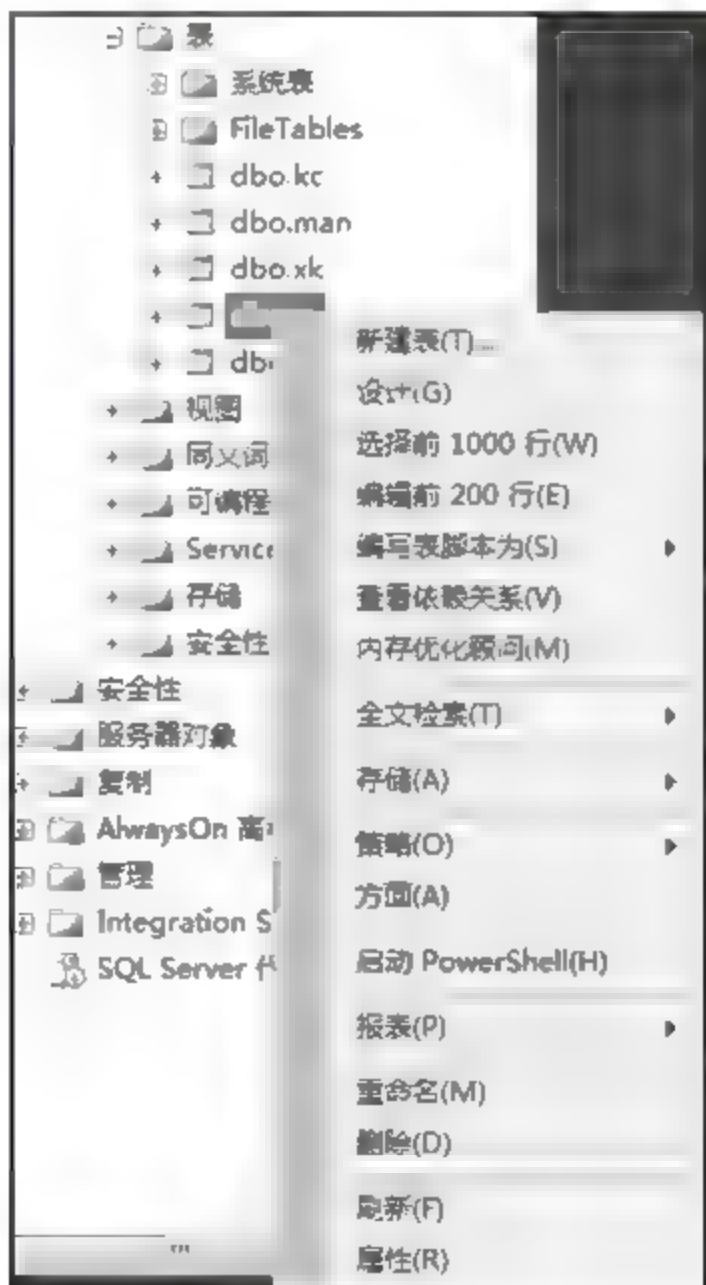 表
系统表
FileTables
dbo.kc
dbo.man
dbo.xk
dbo
视图
同义词
可编程
Service
存储
安全性
安全性
服务器对象
复制
AlwaysOn 高
管理
Integration S
SQL Server 代
新建表(T)...
设计(G)
选择前 1000 行(W)
编辑前 200 行(E)
编写表脚本为(S)
查看依赖关系(V)
内存优化顾问(M)
全文检索(T)
存储(A)
策略(O)
方面(A)
启动 PowerShell(H)
报表(P)
重命名(M)
删除(D)
刷新(F)
属性(R)